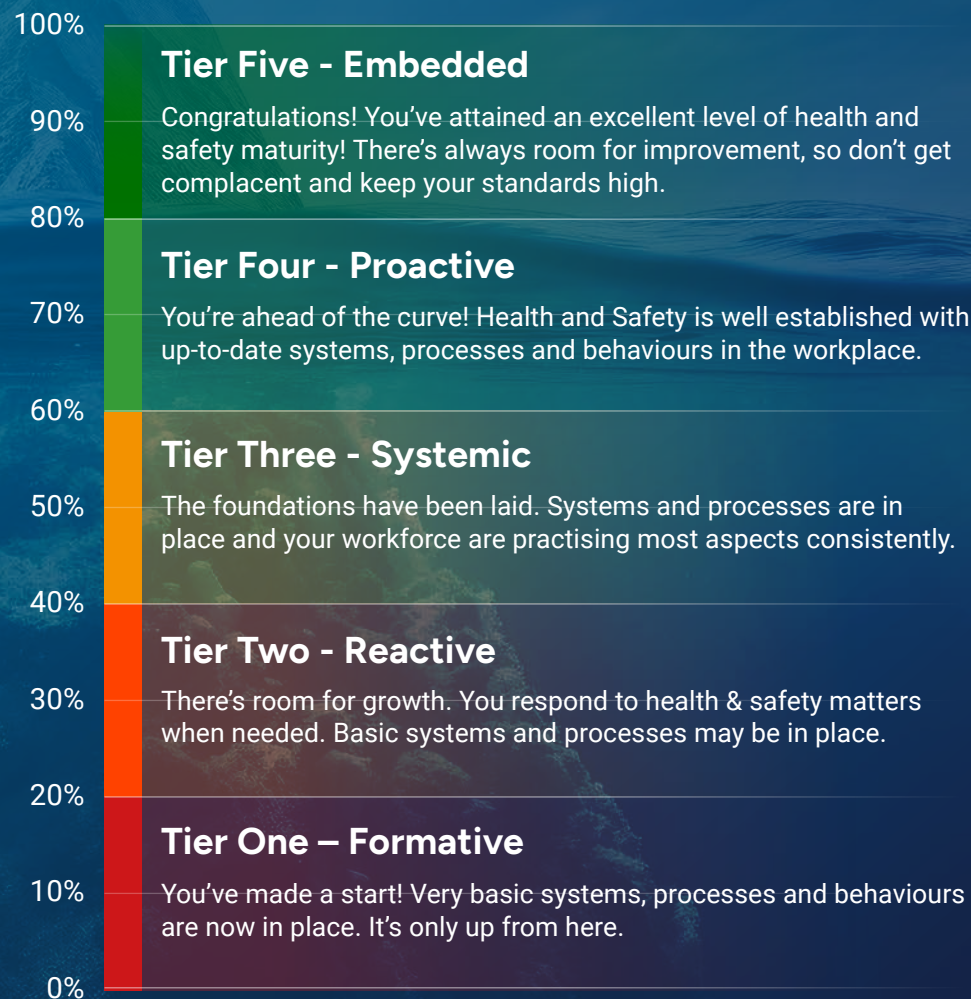 100%
Tier Five - Embedded
90%
Congratulations! You’ve attained an excellent level of health and
safety maturity! There’s always room for improvement, so don’t get
complacent and keep your standards high.
80%
Tier Four - Proactive
70%
You’re ahead of the curve! Health and Safety is well established with
up-to-date systems, processes and behaviours in the workplace.
60%
Tier Three - Systemic
50%
The foundations have been laid. Systems and processes are in
place and your workforce are practising most aspects consistently.
40%
Tier Two - Reactive
30%
There’s room for growth. You respond to health & safety matters
when needed. Basic systems and processes may be in place.
20%
Tier One – Formative
10%
You’ve made a start! Very basic systems, processes and behaviours
are now in place. It’s only up from here.
0%